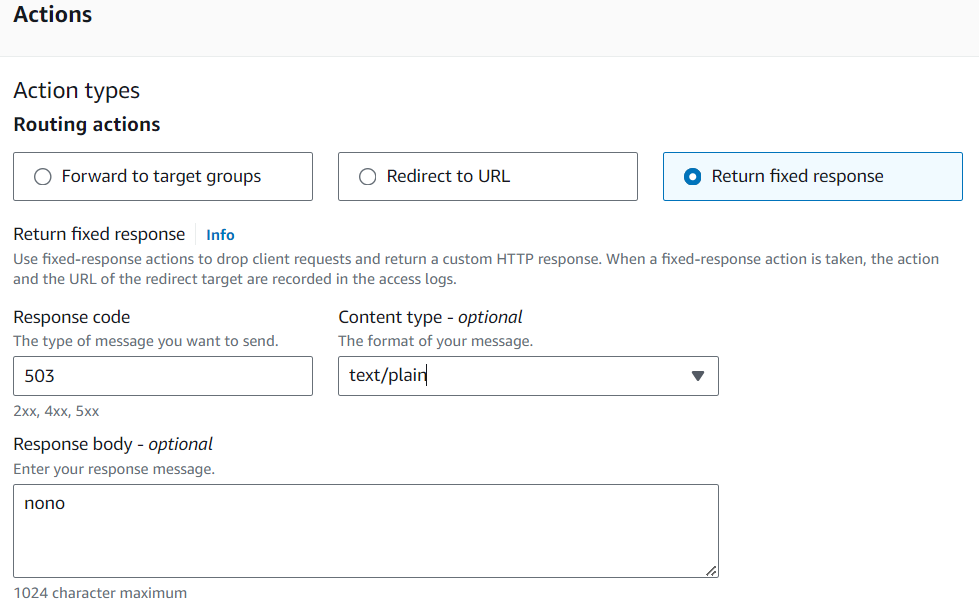 Actions
Action types
Routing actions
Forward to target groups
Redirect to URL
Return fixed response
Return fixed response
Info
Use fixed-response actions to drop client requests and return a custom HTTP response. When a fixed-response action is taken, the action
and the URL of the redirect target are recorded in the access logs.
Response code
The type of message you want to send.
503
2xx, 4xx, 5xx
Content type - optional
The format of your message.
text/plain
Response body - optional
Enter your response message.
nono
1024 character maximum